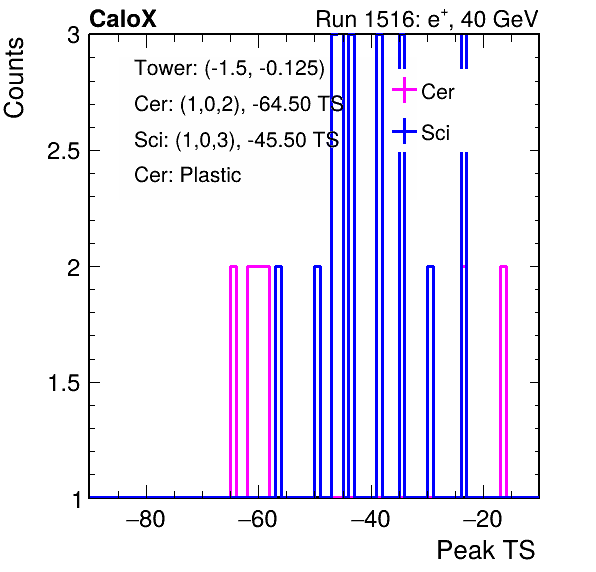 CaloX Run 1516: e⁺, 40 GeV
Counts
3
2.5
2
1.5
1
Tower: (-1.5, -0.125)
Cer: (1,0,2), -64.50 TS
Sci: (1,0,3), -45.50 TS
Cer: Plastic
Cer
Sci
−80 −60 −40 −20
Peak TS